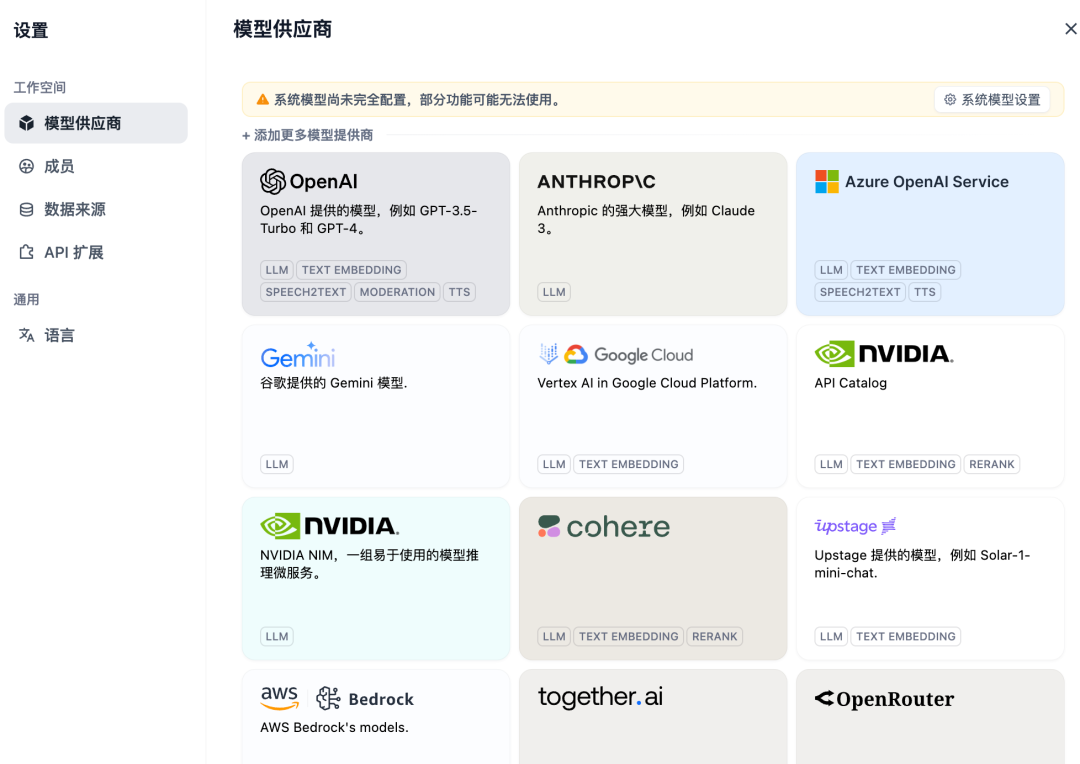 设置
工作空间
模型供应商
成员
数据来源
API 扩展
通用
语言
模型供应商
系统模型尚未完全配置，部分功能可能无法使用。
系统模型设置
+ 添加更多模型提供商
OpenAI
OpenAI 提供的模型，例如 GPT-3.5-
Turbo 和 GPT-4。
LLM TEXT EMBEDDING
SPEECH2TEXT MODERATION TTS
ANTHROP\C
Anthropic 的强大模型，例如 Claude
3。
LLM
Azure OpenAI Service
LLM TEXT EMBEDDING
SPEECH2TEXT TTS
Gemini
谷歌提供的 Gemini 模型.
LLM
Google Cloud
Vertex AI in Google Cloud Platform.
LLM TEXT EMBEDDING
NVIDIA.
API Catalog
LLM TEXT EMBEDDING RERANK
NVIDIA.
NVIDIA NIM，一组易于使用的模型推
理微服务。
LLM
cohere
LLM TEXT EMBEDDING RERANK
upstage
Upstage 提供的模型，例如 Solar-1-
mini-chat.
LLM TEXT EMBEDDING
aws Bedrock
AWS Bedrock's models.
together.ai
OpenRouter